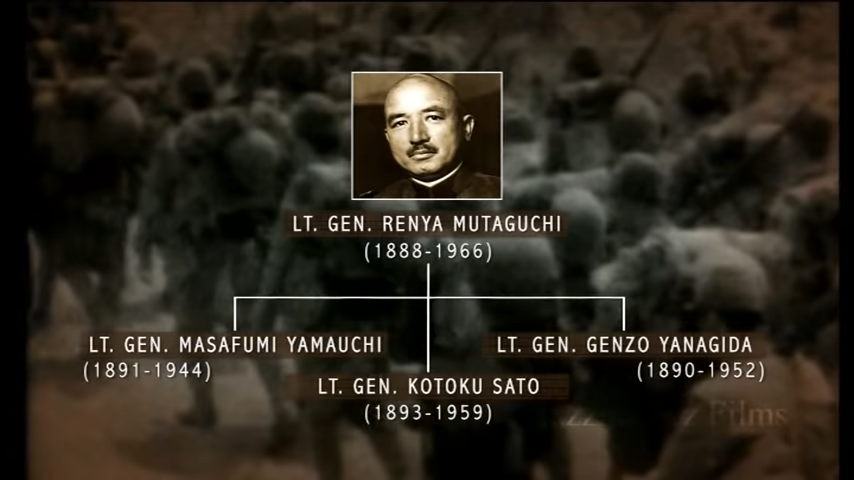 LT. GEN. RENYA MUTAGUCHI
(1888-1966)
LT. GEN. MASAFUMI YAMAUCHI
(1891-1944)
LT. GEN. KOTOKU SATO
(1893-1959)
LT. GEN. GENZO YANAGIDA
(1890-1952)
Films